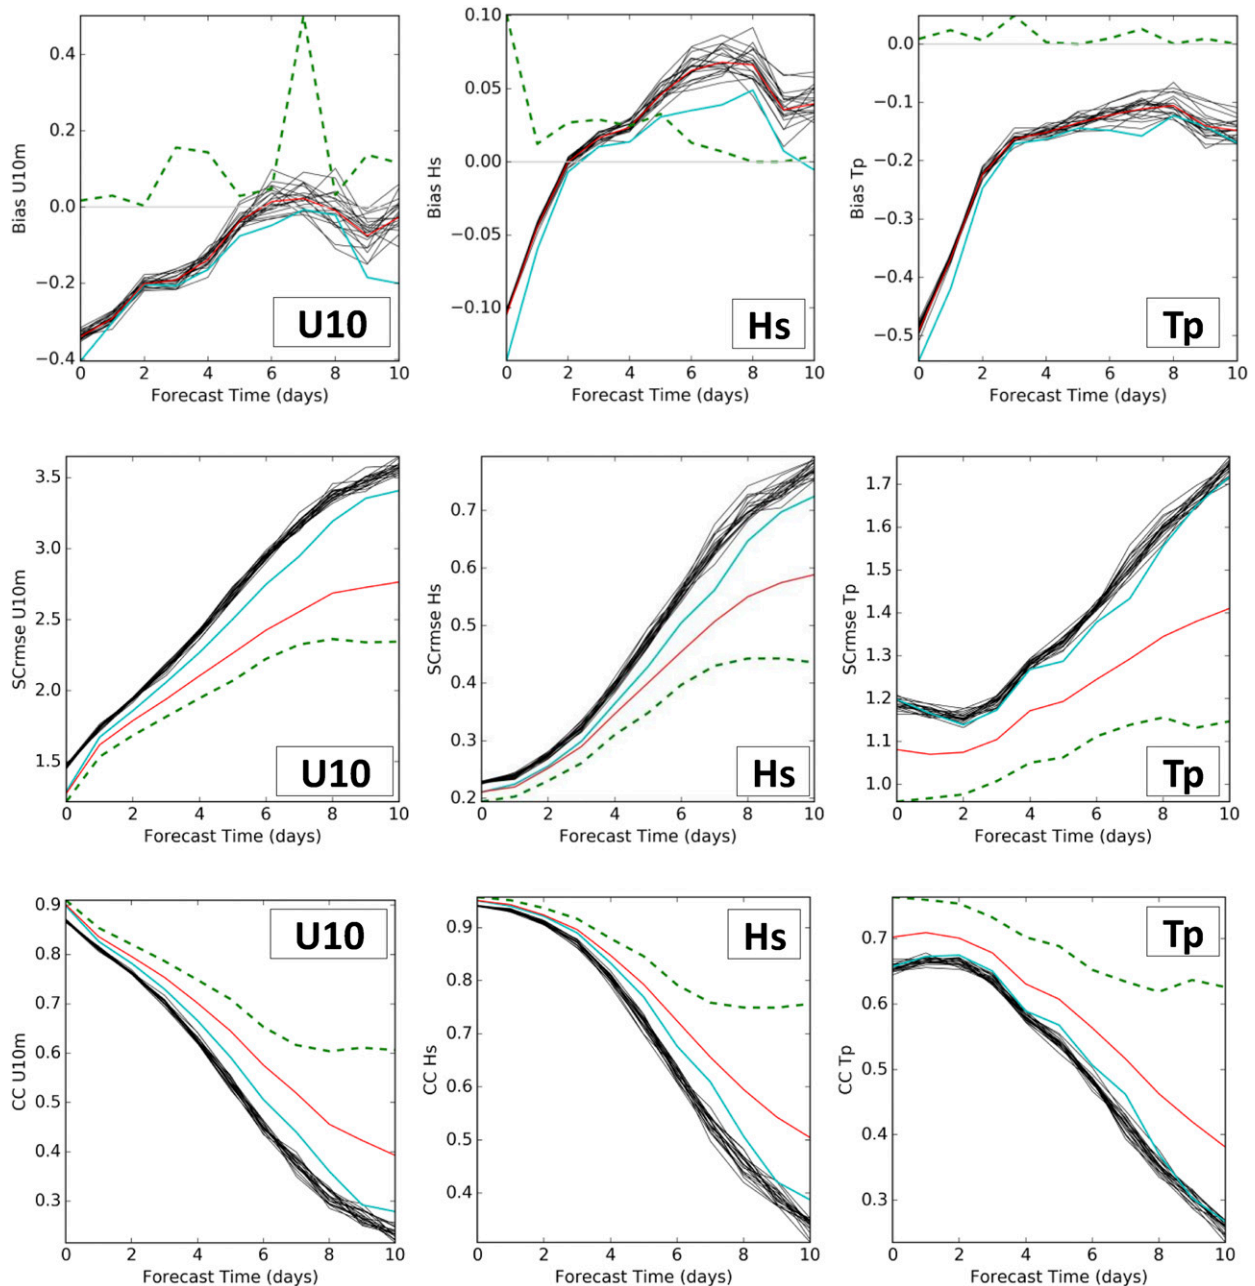 Bias U10m
0.4
0.2
0.0
−0.2
−0.4
U10
0 2 4 6 8 10
Forecast Time (days)
Bias Hs
0.10
0.05
0.00
−0.05
−0.10
Hs
0 2 4 6 8 10
Forecast Time (days)
Bias Tp
0.0
−0.1
−0.2
−0.3
−0.4
−0.5
Tp
0 2 4 6 8 10
Forecast Time (days)
SCrmse U10m
3.5
3.0
2.5
2.0
1.5
U10
0 2 4 6 8 10
Forecast Time (days)
SCrmse Hs
0.7
0.6
0.5
0.4
0.3
0.2
Hs
0 2 4 6 8 10
Forecast Time (days)
SCrmse Tp
1.7
1.6
1.5
1.4
1.3
1.2
1.1
1.0
Tp
0 2 4 6 8 10
Forecast Time (days)
CC U10m
0.9
0.8
0.7
0.6
0.5
0.4
0.3
U10
0 2 4 6 8 10
Forecast Time (days)
CC Hs
0.9
0.8
0.7
0.6
0.5
0.4
Hs
0 2 4 6 8 10
Forecast Time (days)
CC Tp
0.7
0.6
0.5
0.4
0.3
Tp
0 2 4 6 8 10
Forecast Time (days)